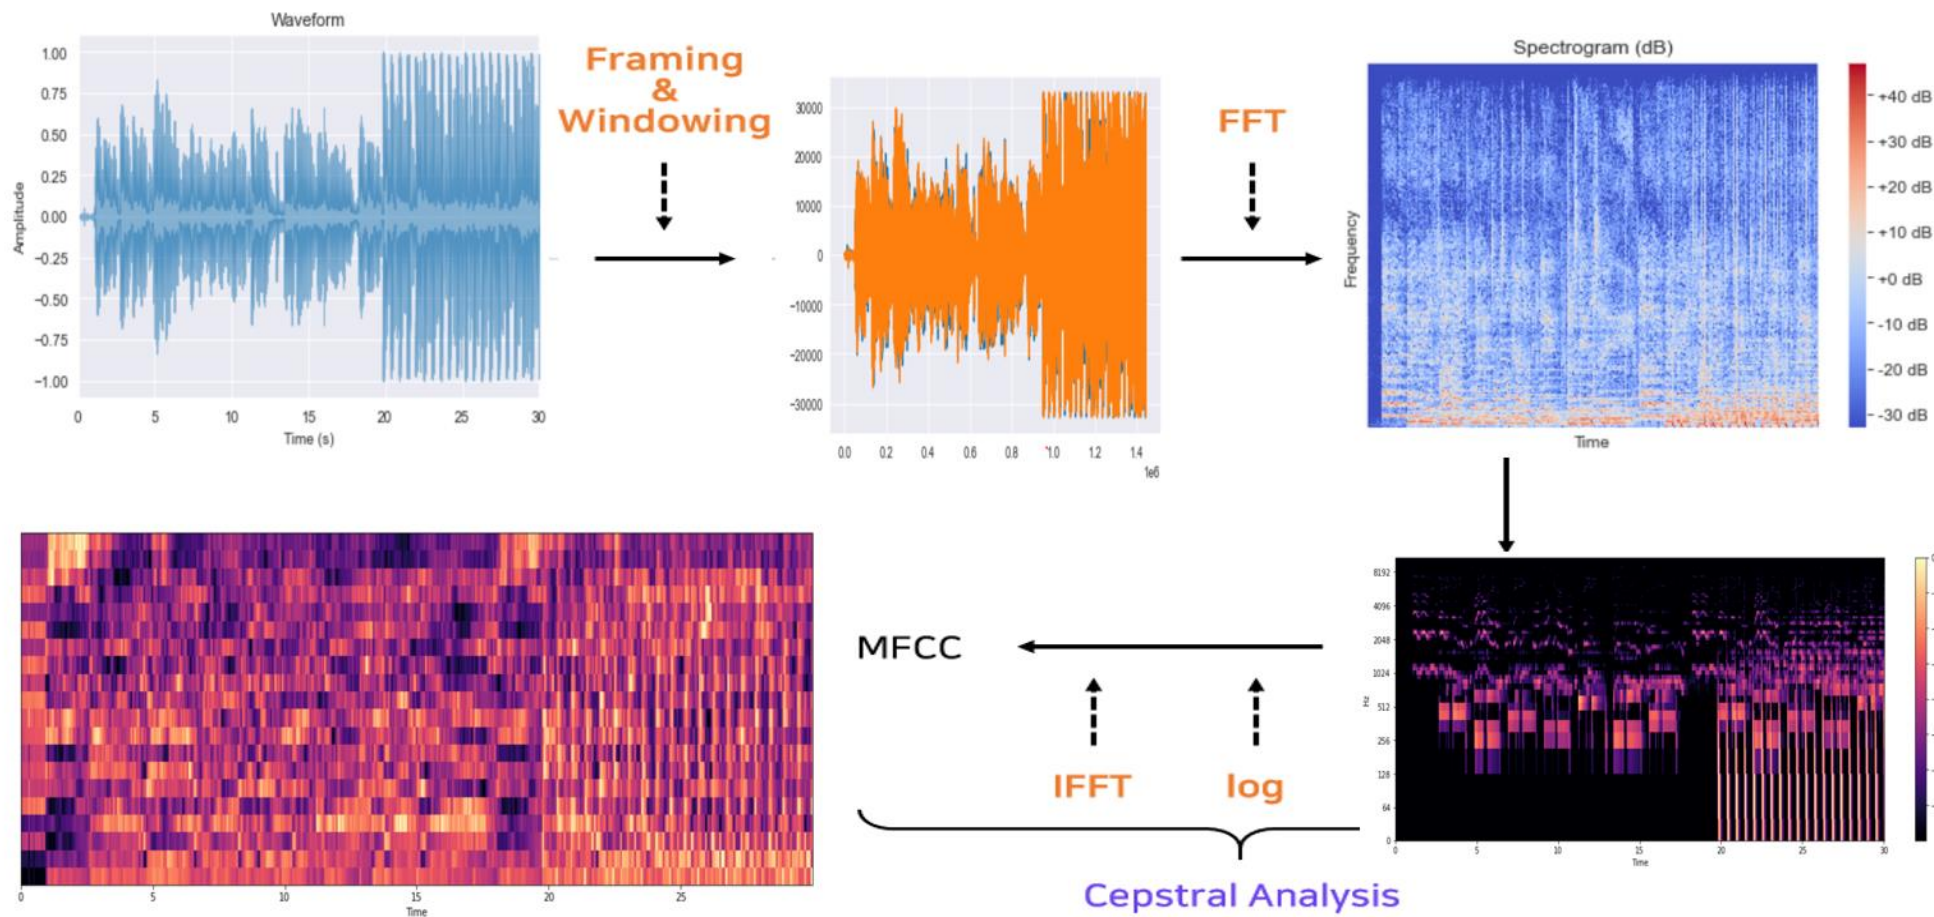 Waveform
1.00
0.75
0.50
0.25
0.00
−0.25
−0.50
−0.75
−1.00
Amplitude
0 5 10 15 20 25 30
Time (s)
Framing
&
Windowing
30000
20000
10000
0
−10000
−20000
−30000
0.0 0.2 0.4 0.6 0.8 1.0 1.2 1.4
1e6
FFT
Spectrogram (dB)
Frequency
Time
+40 dB
+30 dB
+20 dB
+10 dB
+0 dB
-10 dB
-20 dB
-30 dB
8192
4096
2048
1024
512
256
128
64
0
Hz
0 5 10 15 20 25 30
Time
MFCC
IFFT log
Cepstral Analysis
0 5 10 15 20 25
Time